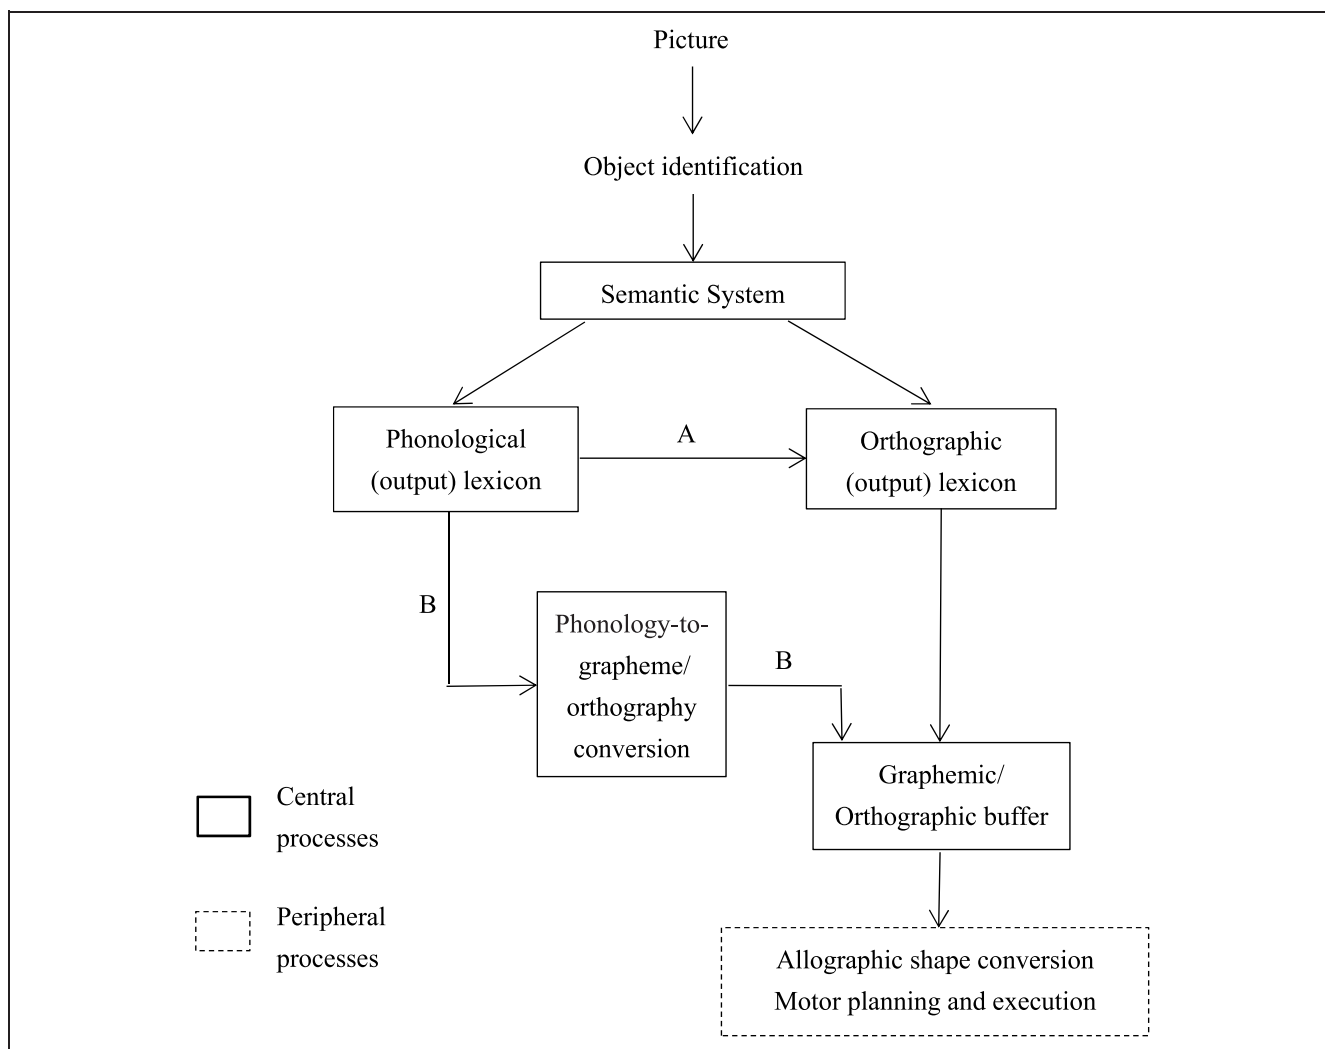 Picture
Object identification
Semantic System
Phonological
(output) lexicon
A
Orthographic
(output) lexicon
B
Phonology-to-
grapheme/
orthography
conversion
B
Graphemic/
Orthographic buffer
Central
processes
Peripheral
processes
Allographic shape conversion
Motor planning and execution